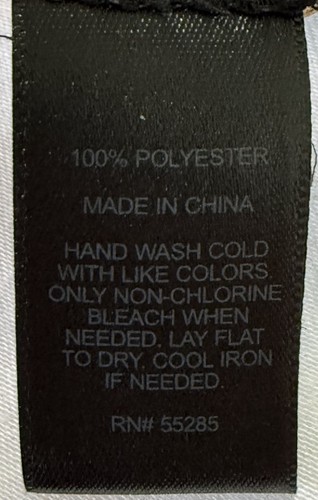 100% POLYESTER
MADE IN CHINA
HAND WASH COLD
WITH LIKE COLORS.
ONLY NON-CHLORINE
BLEACH WHEN
NEEDED. LAY FLAT
TO DRY. COOL IRON
IF NEEDED.
RN# 55285